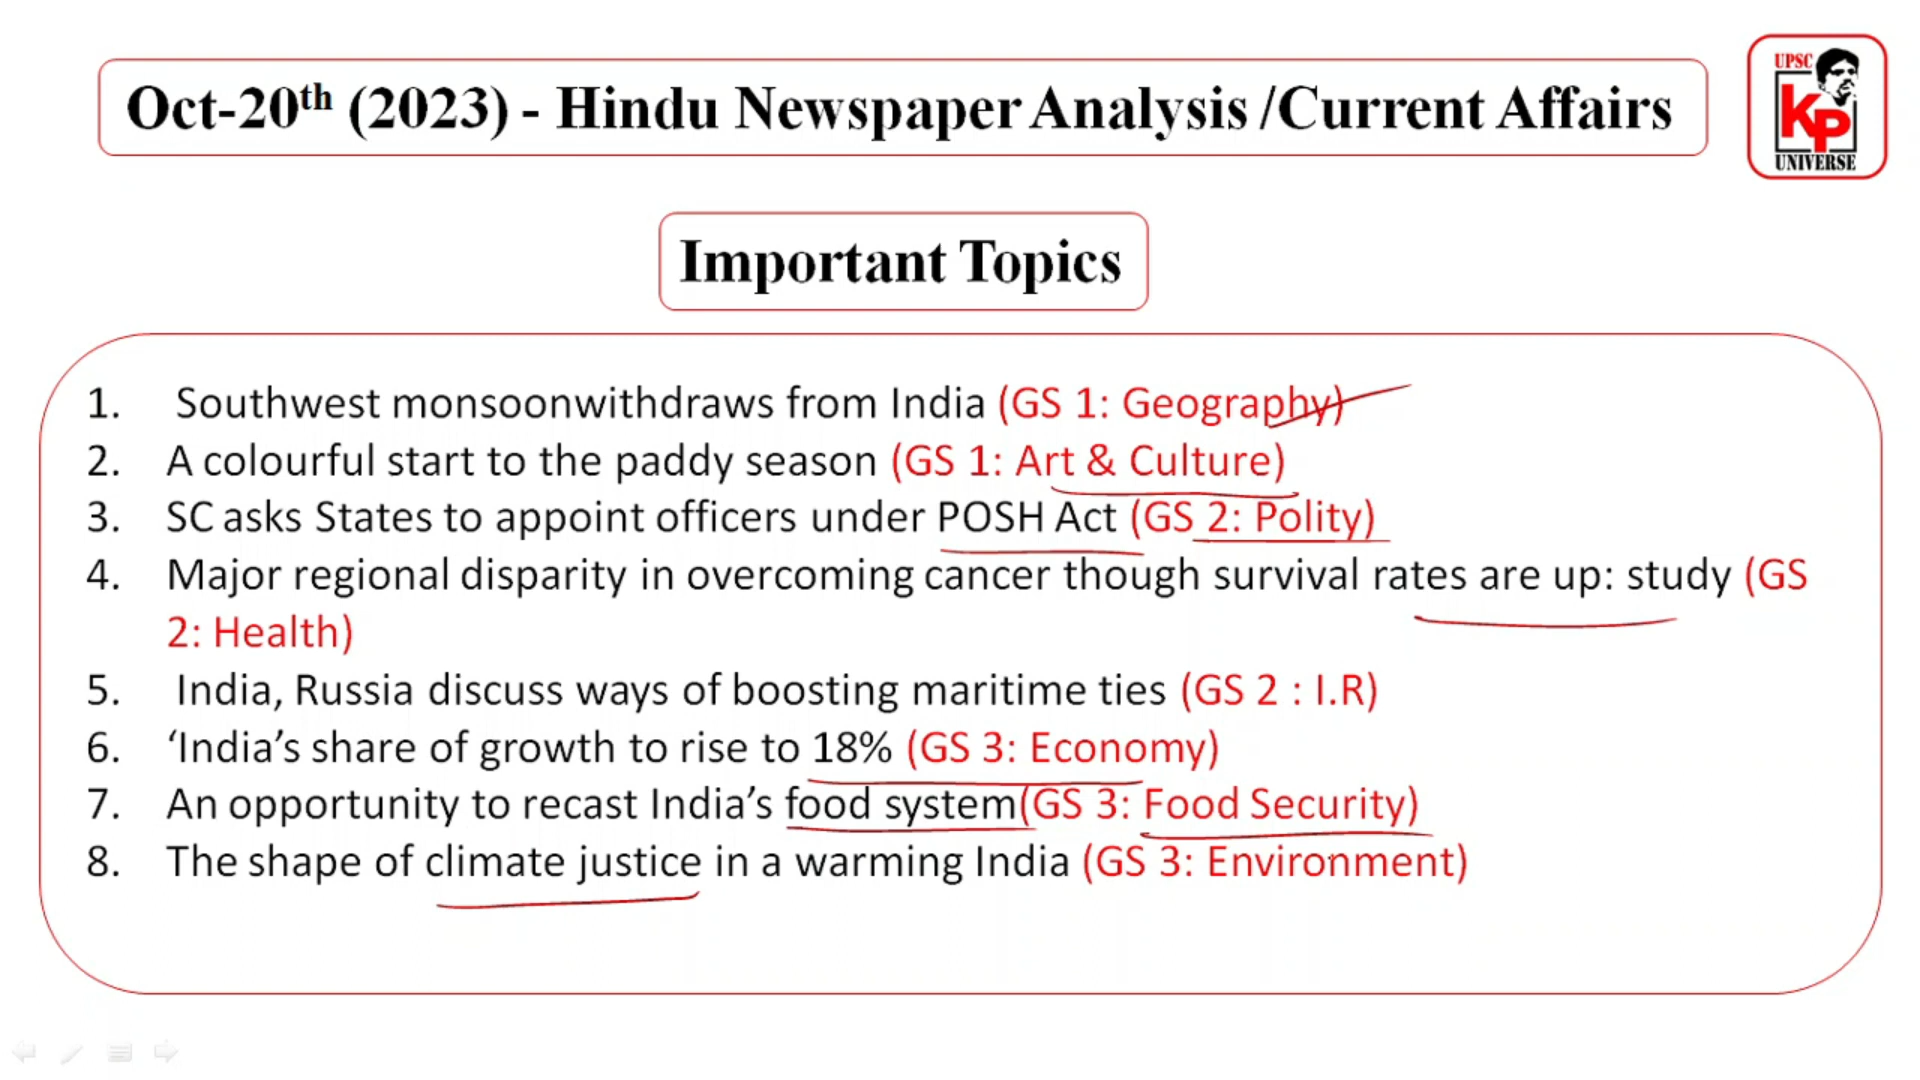 Oct-20th (2023) - Hindu Newspaper Analysis /Current Affairs
UPSC
KP
UNIVERSE
Important Topics
1. Southwest monsoonwithdraws from India (GS 1: Geography)
2. A colourful start to the paddy season (GS 1: Art & Culture)
3. SC asks States to appoint officers under POSH Act (GS 2: Polity)
4. Major regional disparity in overcoming cancer though survival rates are up: study (GS
2: Health)
5. India, Russia discuss ways of boosting maritime ties (GS 2 : I.R)
6. ‘India’s share of growth to rise to 18% (GS 3: Economy)
7. An opportunity to recast India’s food system(GS 3: Food Security)
8. The shape of climate justice in a warming India (GS 3: Environment)